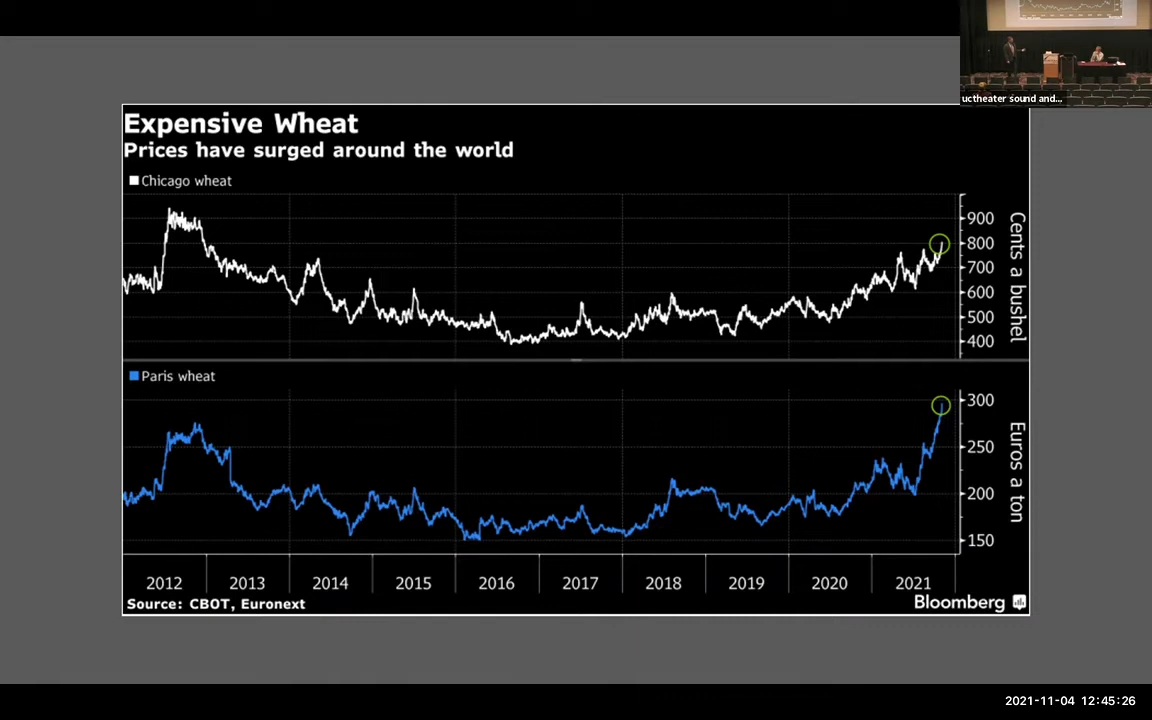 uctheater sound and...
Expensive Wheat
Prices have surged around the world
Chicago wheat
900
800
700
600
500
400
Cents a bushel
Paris wheat
300
250
200
150
Euros a ton
2012 2013 2014 2015 2016 2017 2018 2019 2020 2021
Source: CBOT, Euronext
Bloomberg
2021-11-04 12:45:26